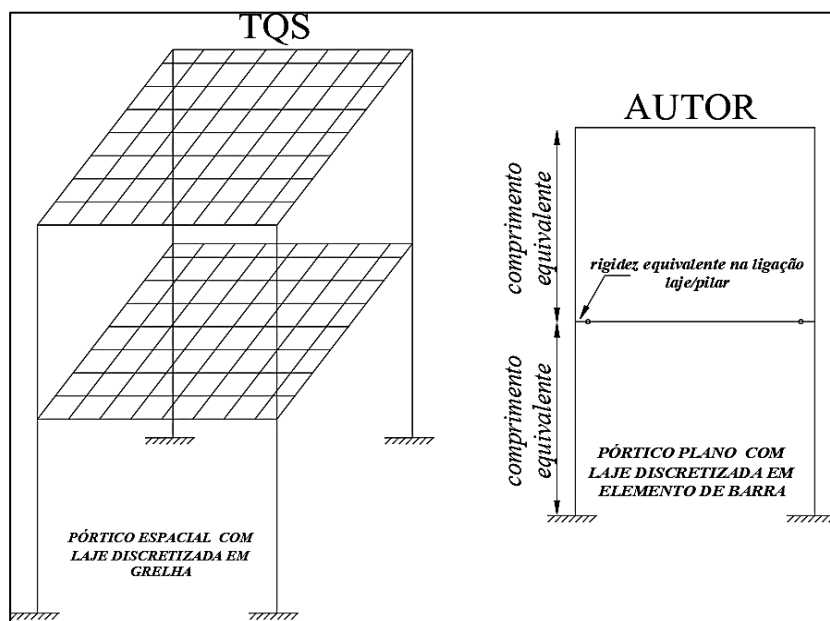 TQS
PÓRTICO ESPACIAL COM
LAJE DISCRETIZADA EM
GRELHA
AUTOR
comprimento
equivalente
rigidez equivalente na ligação
laje/pilar
comprimento
equivalente
PÓRTICO PLANO COM
LAJE DISCRETIZADA EM
ELEMENTO DE BARRA